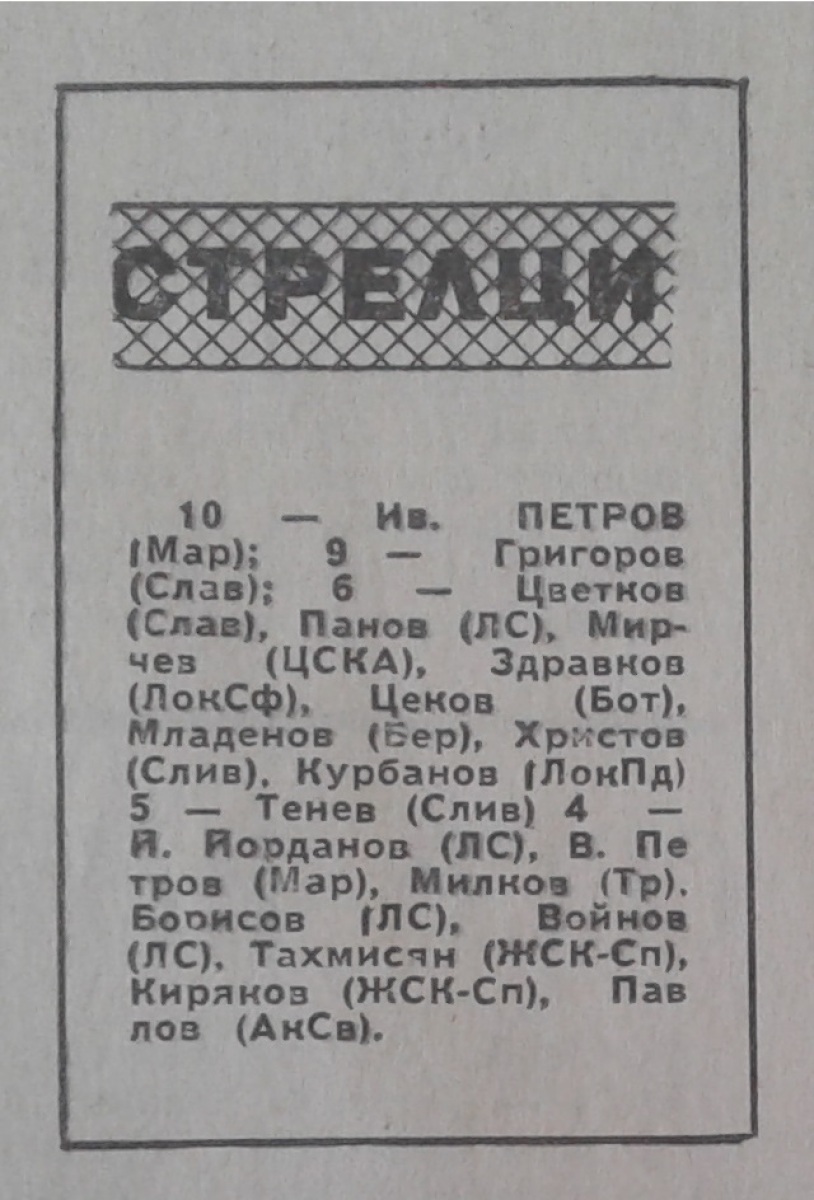 СТРЕЛЦИ
10 — Ив. ПЕТРОВ
(Мар); 9 — Григоров
(Слав); 6 — Цветков
(Слав), Панов (ЛС), Мир-
чев (ЦСКА), Здравков
(ЛокСф), Цеков (Бот),
Младенов (Бер), Христов
(Слив), Курбанов (ЛокПд)
5 — Тенев (Слив) 4 —
Й. Йорданов (ЛС), В. Пе
тров (Мар), Милков (Тр).
Борисов (ЛС), Войнов
(ЛС), Тахмисян (ЖСК-Сп),
Киряков (ЖСК-Сп), Пав
лов (АкСв).